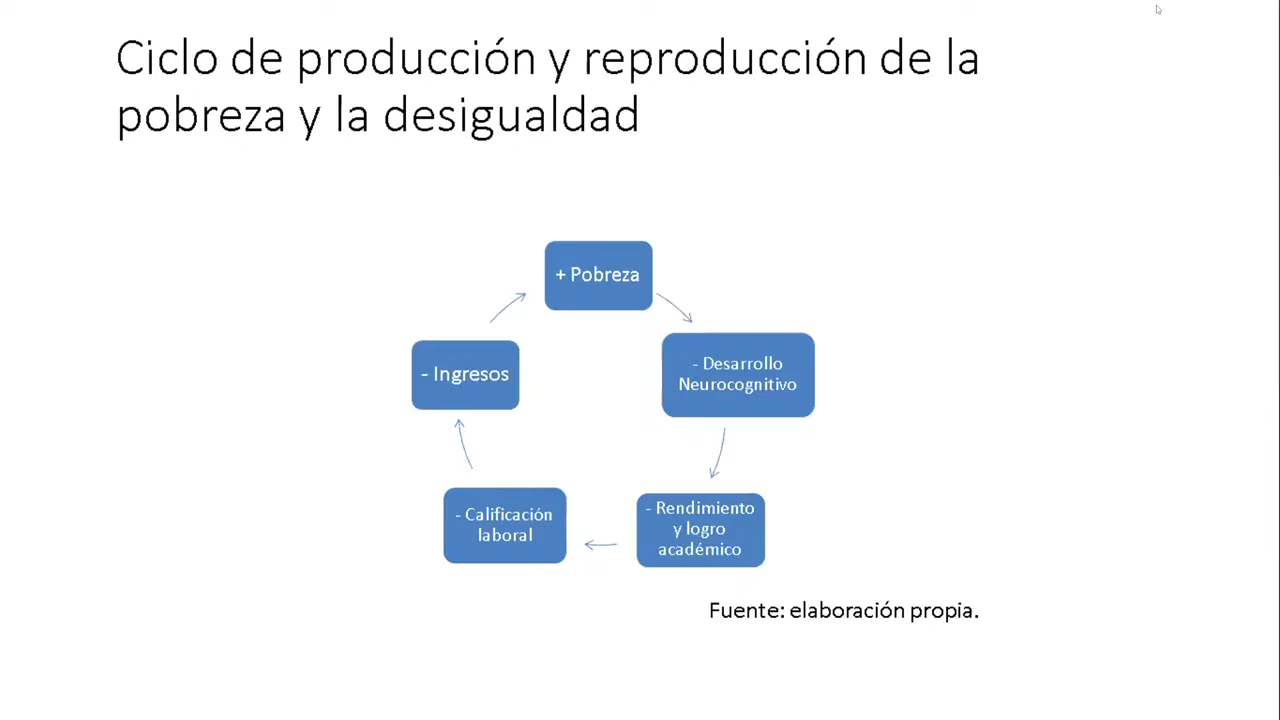 Ciclo de producción y reproducción de la
pobreza y la desigualdad
+ Pobreza
- Desarrollo
Neurocognitivo
- Rendimiento
y logro
académico
- Calificación
laboral
- Ingresos
Fuente: elaboración propia.